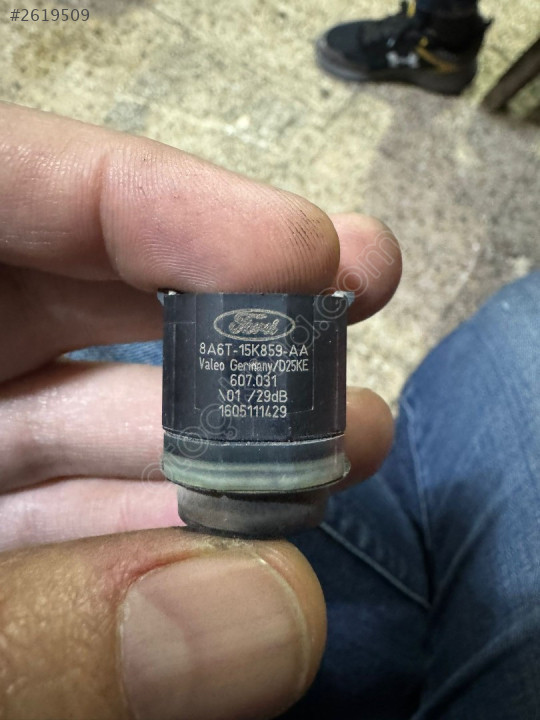 #2619509
Ford
8A6T-15K859-AA
Valeo Germany/D25KE
607.031
\01 /29dB
1605111429